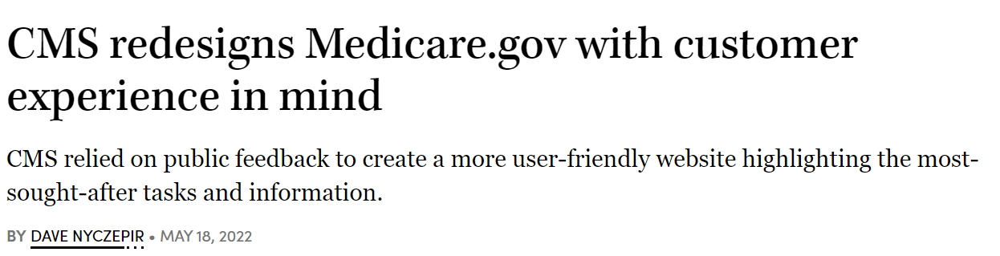 CMS redesigns Medicare.gov with customer
experience in mind
CMS relied on public feedback to create a more user-friendly website highlighting the most-
sought-after tasks and information.
BY DAVE NYCZEPIR • MAY 18, 2022